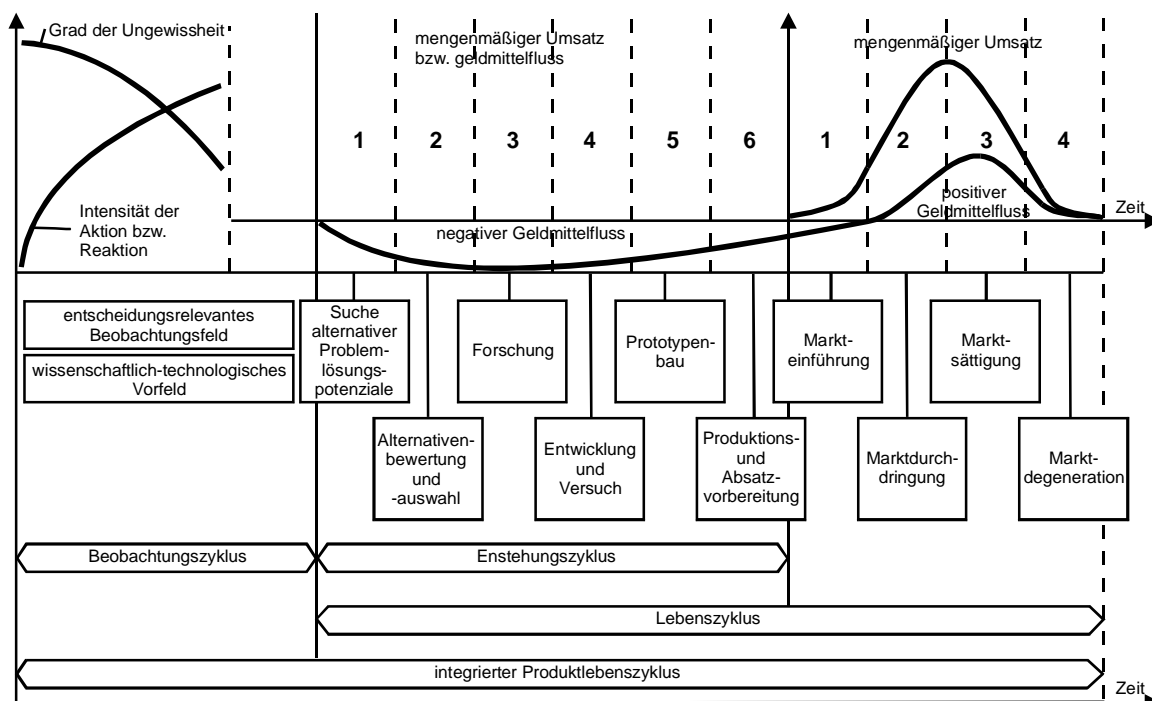 Grad der Ungewissheit
mengenmäßiger Umsatz
bzw. geldmittelfluss
mengenmäßiger Umsatz
1
2
3
4
5
6
1
2
3
4
Intensität der
Aktion bzw.
Reaktion
negativer Geldmittelfluss
positiver
Geldmittelfluss
Zeit
entscheidungsrelevantes
Beobachtungsfeld
wissenschaftlich-technologisches
Vorfeld
Suche
alternativer
Problem-
lösungs-
potenziale
Forschung
Prototypen-
bau
Markt-
einführung
Markt-
sättigung
Alternativen-
bewertung
und
-auswahl
Entwicklung
und
Versuch
Produktions-
und
Absatz-
vorbereitung
Marktdurch-
dringung
Markt-
degeneration
Beobachtungszyklus
Enstehungszyklus
Lebenszyklus
integrierter Produktlebenszyklus
Zeit